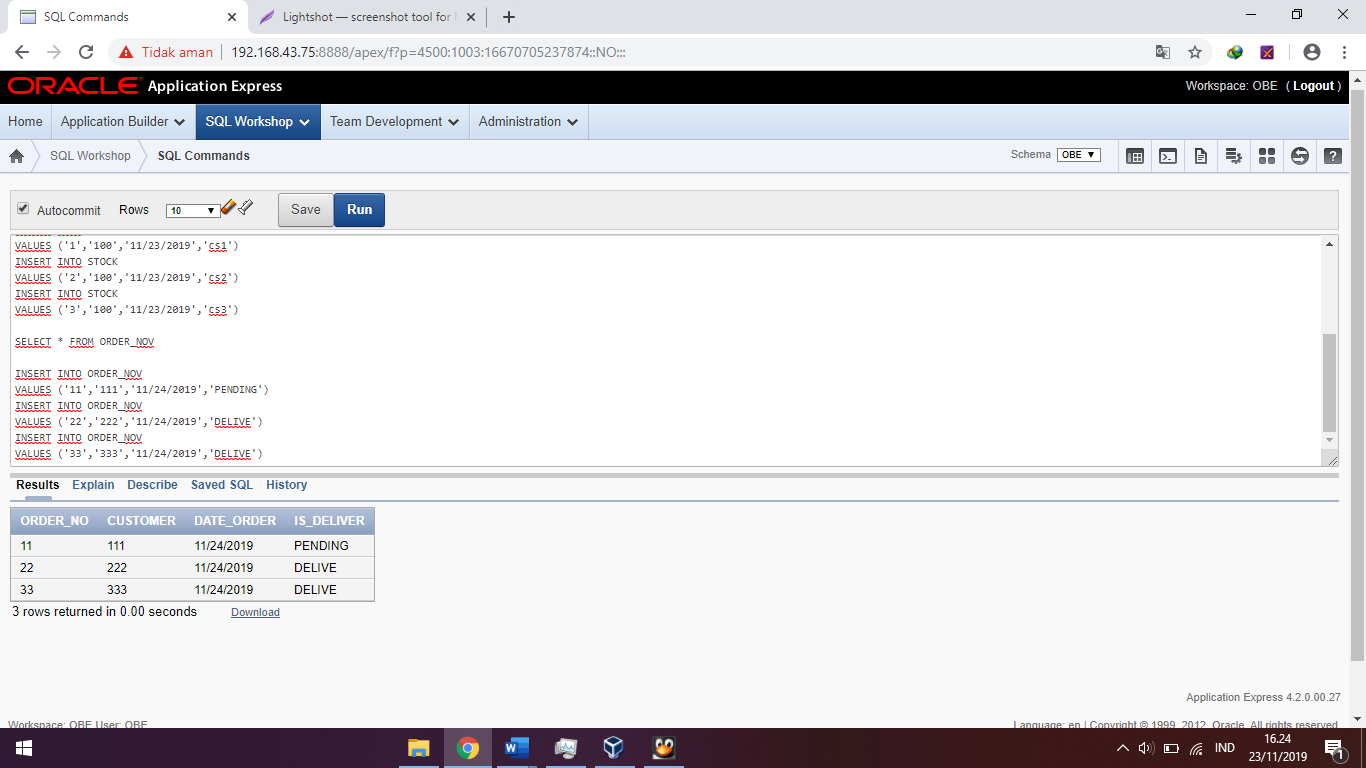 SQL Commands
Lightshot — screenshot tool for
Tidak aman
192.168.43.75:8888/apex/f?p=4500:1003:16670705237874::NO:::
ORACLE Application Express
Workspace: OBE ( Logout )
Home
Application Builder
SQL Workshop
Team Development
Administration
SQL Workshop
SQL Commands
Schema
OBE
Autocommit
Rows
10
Save
Run
VALUES ('1','100','11/23/2019','cs1')
INSERT INTO STOCK
VALUES ('2','100','11/23/2019','cs2')
INSERT INTO STOCK
VALUES ('3','100','11/23/2019','cs3')
SELECT * FROM ORDER_NOV
INSERT INTO ORDER_NOV
VALUES ('11','111','11/24/2019','PENDING')
INSERT INTO ORDER_NOV
VALUES ('22','222','11/24/2019','DELIVE')
INSERT INTO ORDER_NOV
VALUES ('33','333','11/24/2019','DELIVE')
Results Explain Describe Saved SQL History
ORDER_NO CUSTOMER DATE_ORDER IS_DELIVER
11 111 11/24/2019 PENDING
22 222 11/24/2019 DELIVE
33 333 11/24/2019 DELIVE
3 rows returned in 0.00 seconds
Download
Application Express 4.2.0.00.27
Workspace: OBE User: OBE
Language: en | Copyright © 1999, 2012, Oracle. All rights reserved.
IND
16.24
23/11/2019
1